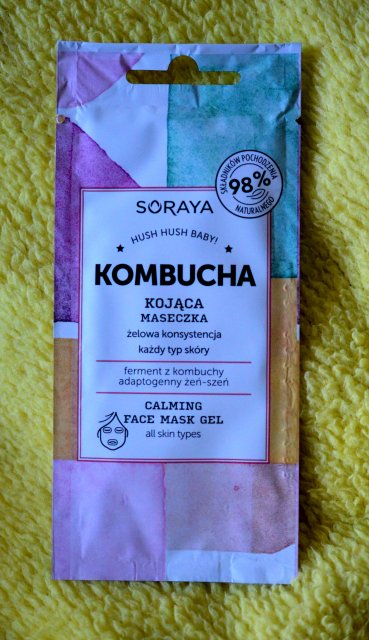 SKŁADNIKÓW POCHODZENIA
98%
NATURALNEGO
SORAYA
HUSH HUSH BABY!
KOMBUCHA
KOJĄCA
MASECZKA
żelowa konsystencja
każdy typ skóry
ferment z kombuchy
adaptogenny żeń-szeń
CALMING
FACE MASK GEL
all skin types